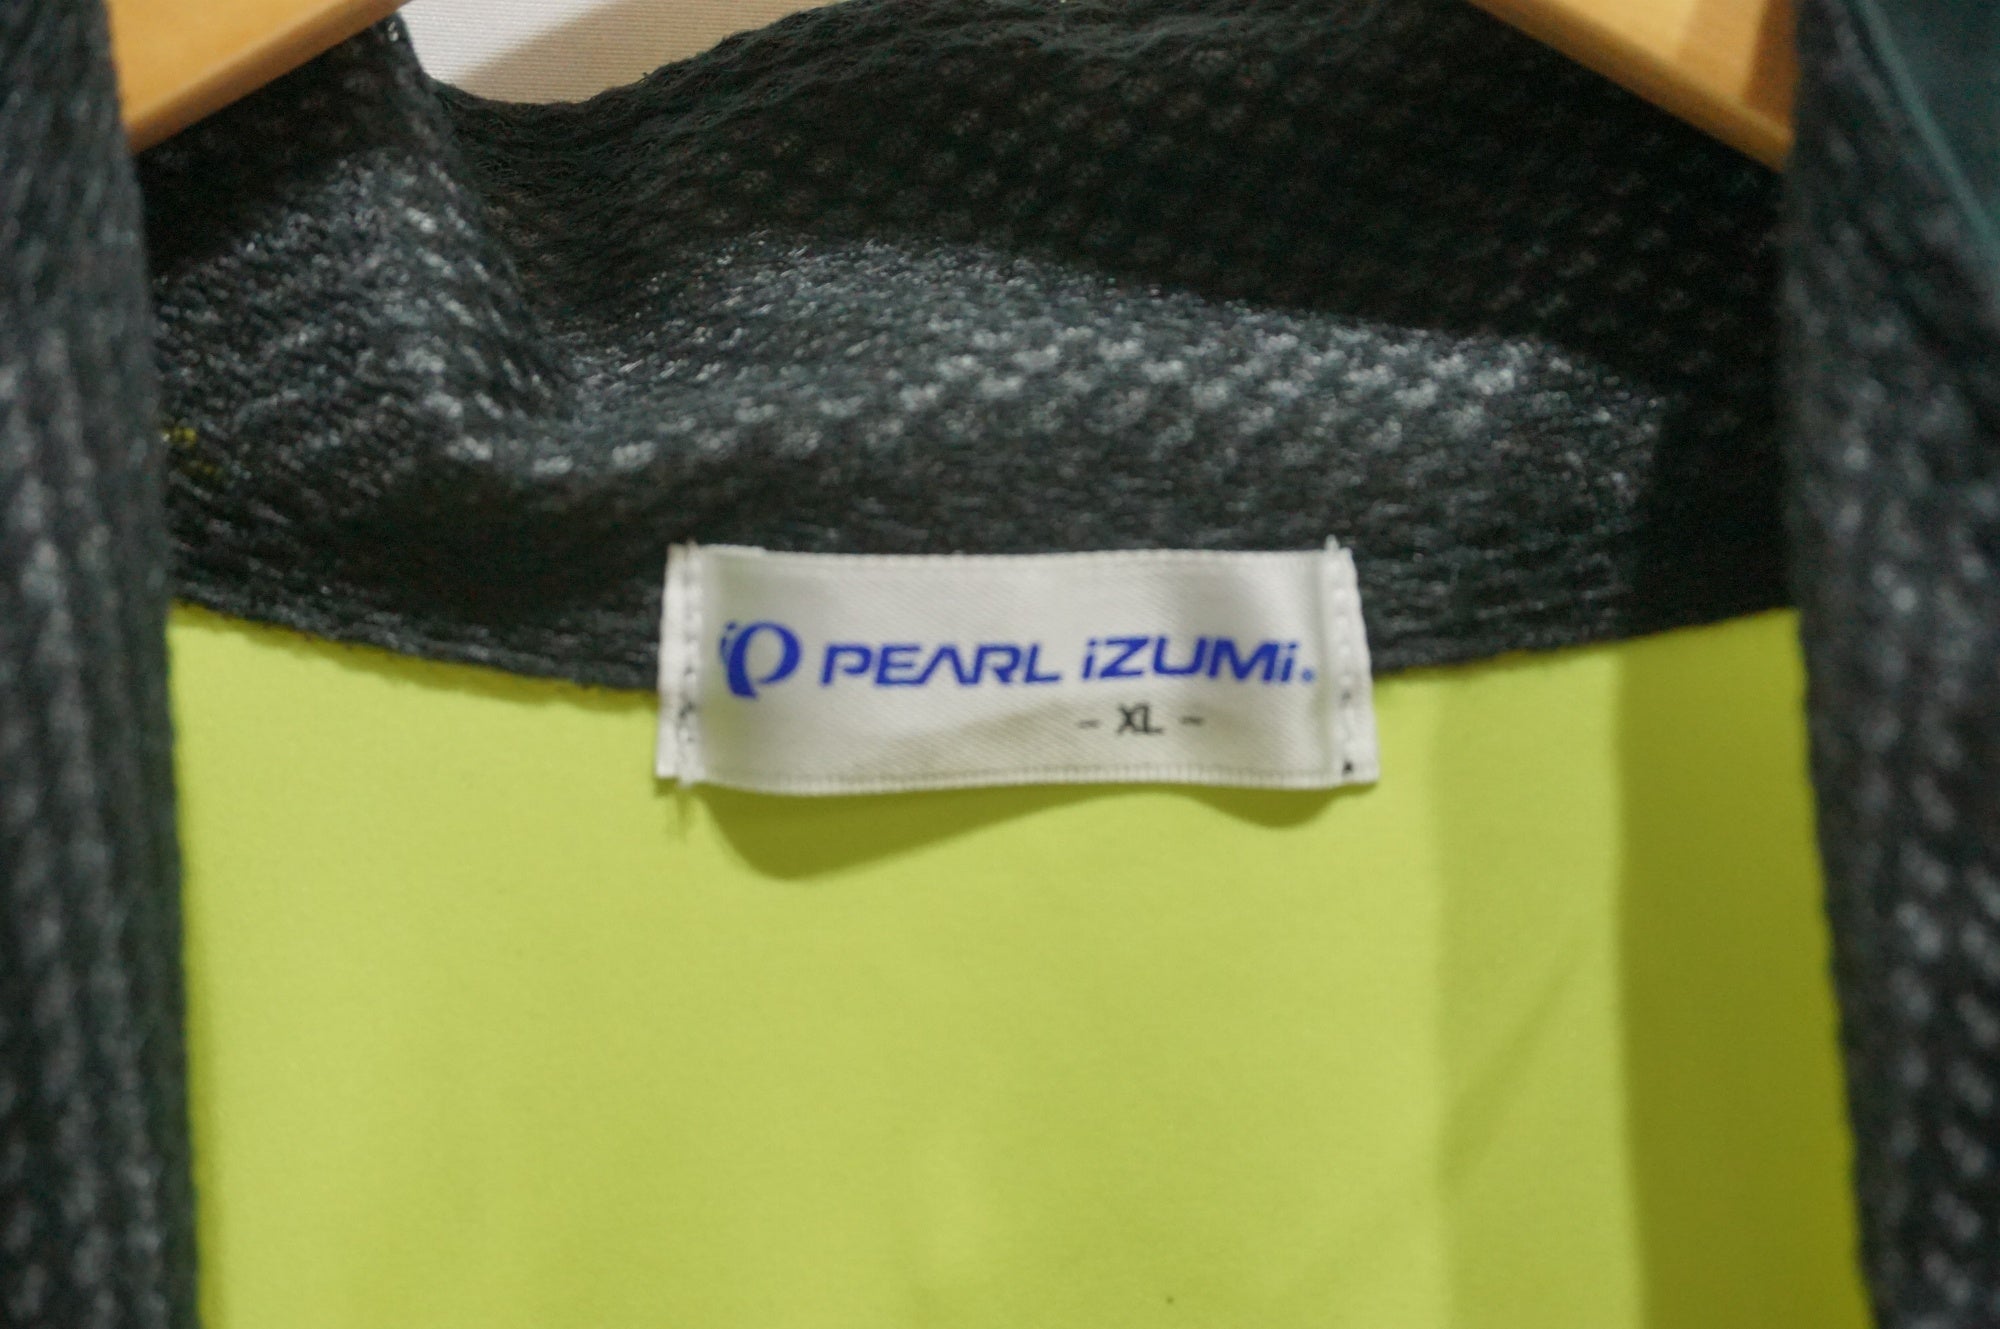 PEARL iZUMi
- XL -